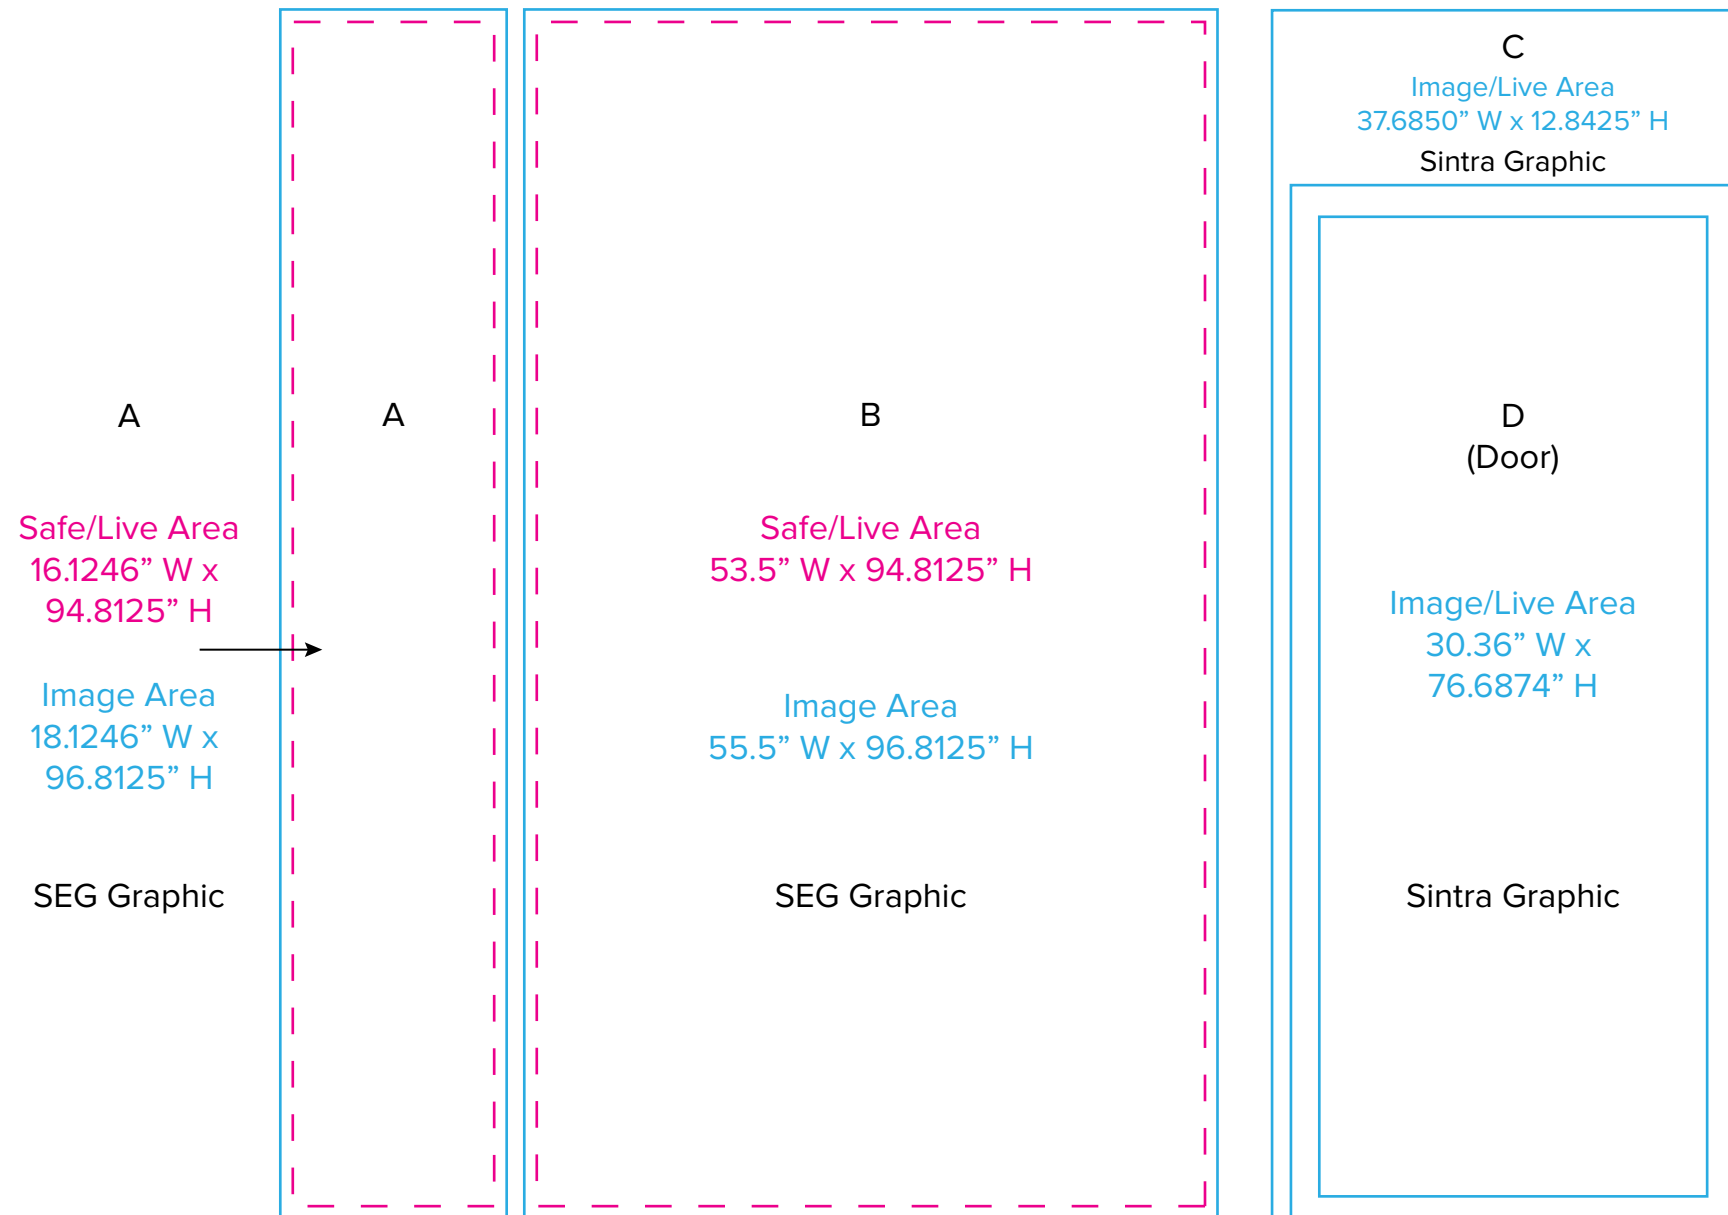 A
Safe/Live Area
16.1246” W x
94.8125” H
Image Area
18.1246” W x
96.8125” H
SEG Graphic
A
B
Safe/Live Area
53.5” W x 94.8125” H
Image Area
55.5” W x 96.8125” H
SEG Graphic
C
Image/Live Area
37.6850” W x 12.8425” H
Sintra Graphic
D
(Door)
Image/Live Area
30.36” W x
76.6874” H
Sintra Graphic